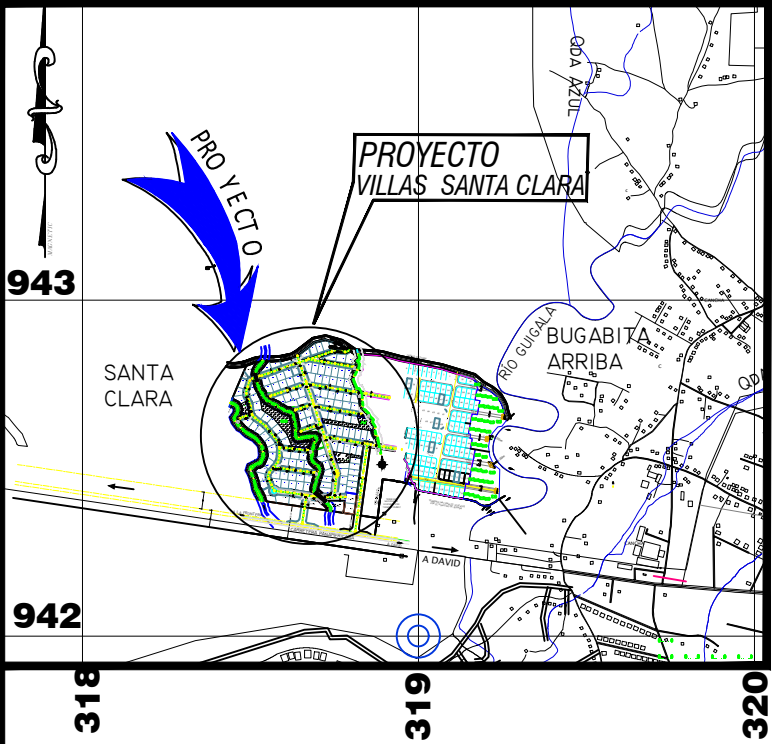 QDA AZUL
PROYECTO
PROYECTO
VILLAS SANTA CLARA
MAGNETIC
943
RIO GUIGALA
BUGABITA
ARRIBA
SANTA
CLARA
QDA
A DAVID
942
318
319
320